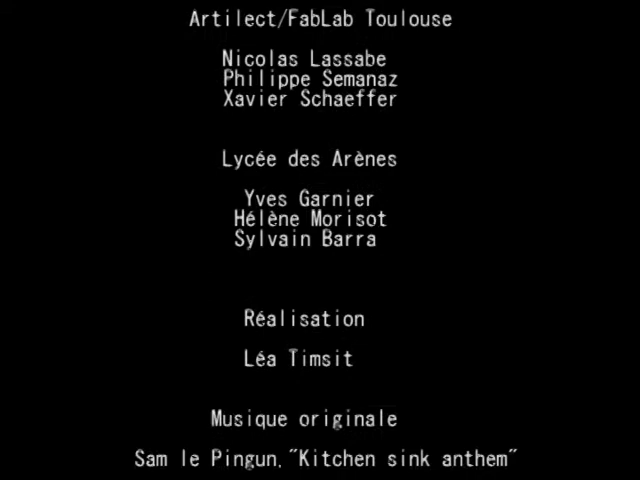 Artilect/FabLab Toulouse
Nicolas Lassabe
Philippe Semanaz
Xavier Schaeffer
Lycée des Arènes
Yves Garnier
Hélène Morisot
Sylvain Barra
Réalisation
Léa Timsit
Musique originale
Sam le Pingun,"Kitchen sink anthem"